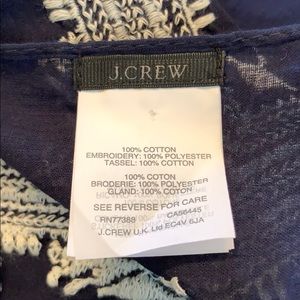 J.CREW
100% COTTON
EMBROIDERY: 100% POLYESTER
TASSEL: 100% COTTON
100% COTON
BRODERIE: 100% POLYESTER
GLAND: 100% COTON
SEE REVERSE FOR CARE
RN77388 CA56445
J.CREW U.K. Ltd EC4V 6JA